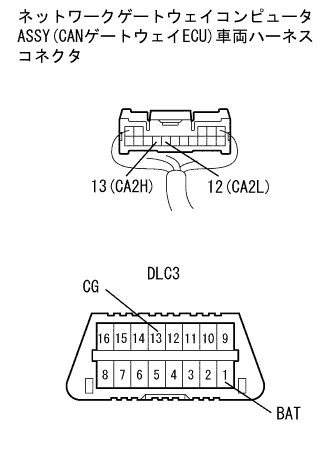 ネットワークゲートウェイコンピュータ
ASSY(CANゲートウェイECU)車両ハーネス
コネクタ
13(CA2H)
12(CA2L)
DLC3
CG
16 15 14 13 12 11 10 9
8 7 6 5 4 3 2 1
BAT